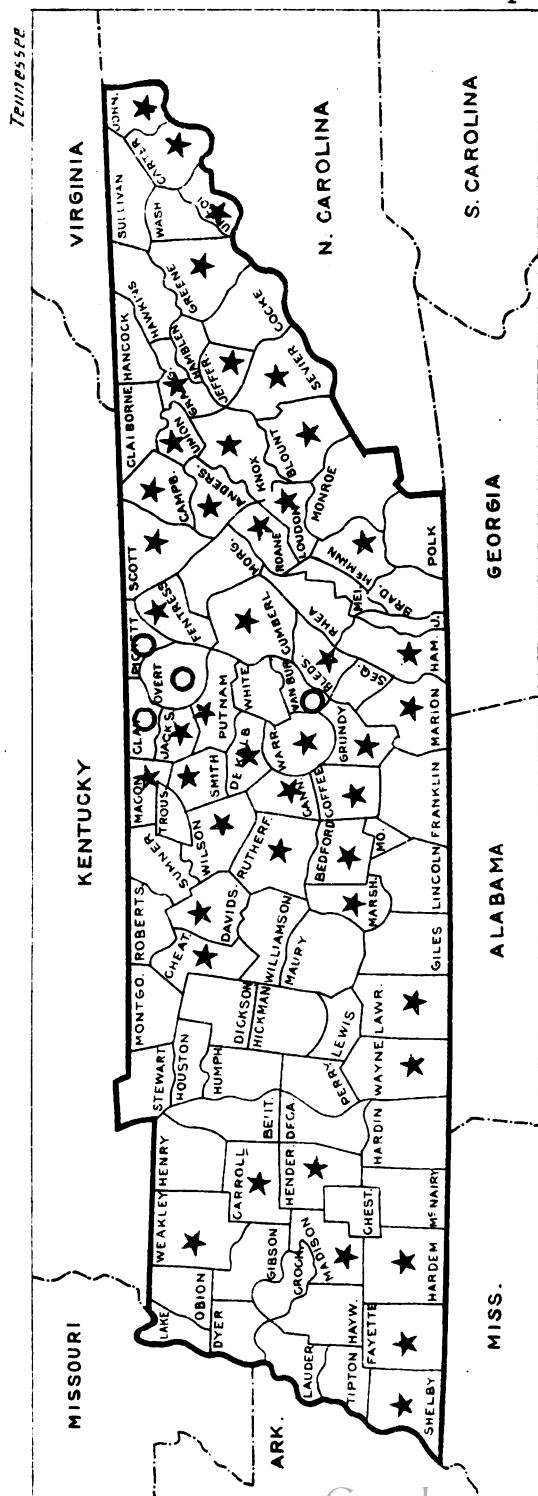 Tennessee
VIRGINIA
N. CAROLINA
S. CAROLINA
KENTUCKY
GEORGIA
ALABAMA
MISSOURI
ARK.
MISS.
JOHN.
CARTER
SULLIVAN
WASH
UNICOI
GREENE
HAWKINS
HANCOCK
HAMBLEN
COCKE
JEFFR.
GRAG.
CLAIBORNE
UNION
SEVIER
KNOX
BLOUNT
CAMPB.
ANDERS.
LOUDON
MONROE
SCOTT
MORG.
ROANE
MCMINN
POLK
FENTRESS
CUMBERL.
RHEA
MEI.
BRAD.
J.
PICKETT
OVERT
PUTNAM
WHITE
VAN BUR
BLEDS.
SEQ.
HAM.
CLAY
JACKS.
DE KALB
WARR.
GRUNDY
MARION
MACON
TROUS.
SMITH
CANN.
COFFEE
FRANKLIN
SUMNER
WILSON
RUTHERF.
BEDFORD
MO.
LINCOLN
ROBERTS.
DAVIDS.
WILLIAMSON
MARSH.
MAURY
GILES
MONTGO.
CHEAT.
DICKSON
HICKMAN
LEWIS
LAWR.
STEWART
HOUSTON
HUMPH.
PERRY
WAYNE
HENRY
BE'IT.
DECA.
HARDIN
WEAKLEY
CARROLL
HENDER.
CHEST.
McNAIRY
OBION
GIBSON
CROCK.
MADISON
HARDEM
LAKE
DYER
HAYW.
FAYETTE
LAUDER
TIPTON
SHELBY